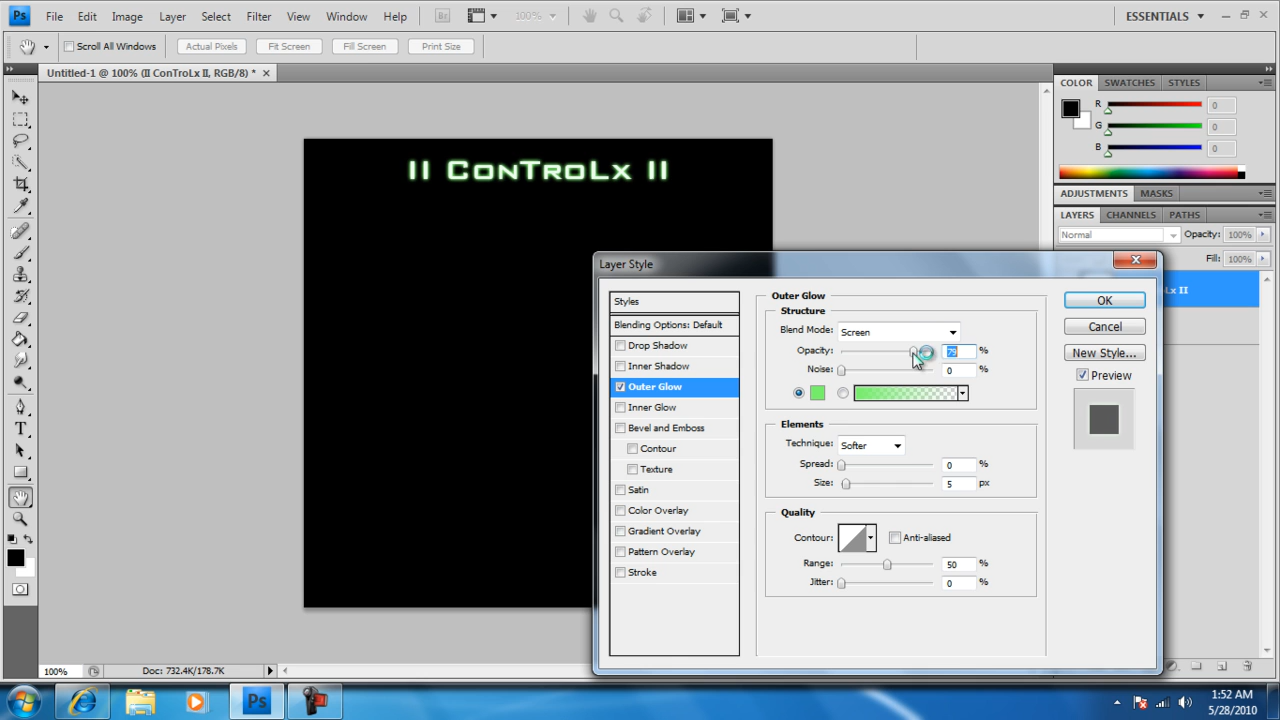 Ps File Edit Image Layer Select Filter View Window Help Br 100% ESSENTIALS
Scroll All Windows Actual Pixels Fit Screen Fill Screen Print Size
Untitled-1 @ 100% (II ConTroLx II, RGB/8) *
II ConTroLx II
COLOR SWATCHES STYLES
R 0
G 0
B 0
ADJUSTMENTS MASKS
LAYERS CHANNELS PATHS
Normal Opacity: 100%
Fill: 100%
Lx II
Layer Style
Styles
Blending Options: Default
Drop Shadow
Inner Shadow
Outer Glow
Inner Glow
Bevel and Emboss
Contour
Texture
Satin
Color Overlay
Gradient Overlay
Pattern Overlay
Stroke
Outer Glow
Structure
Blend Mode: Screen
Opacity: 79 %
Noise: 0 %
Elements
Technique: Softer
Spread: 0 %
Size: 5 px
Quality
Contour: Anti-aliased
Range: 50 %
Jitter: 0 %
OK
Cancel
New Style...
Preview
100% Doc: 732.4K/178.7K
Ps
1:52 AM
5/28/2010